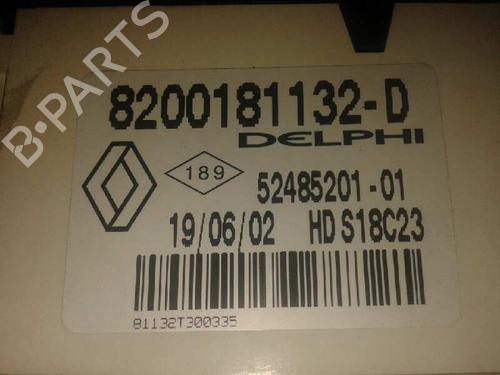 B-PARTS
8200181132-D
DELPHI
189
52485201-01
19/06/02 HD S18C23
81132T300335